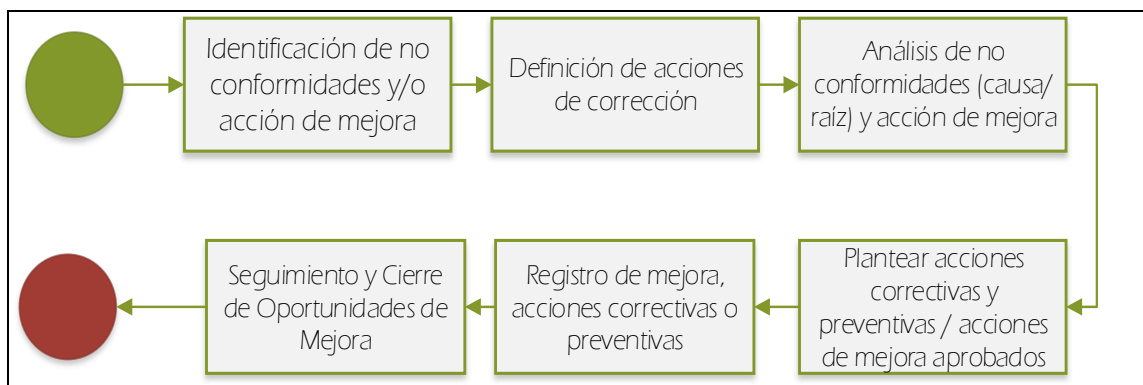 Identificación de no
conformidades y/o
acción de mejora
Definición de acciones
de corrección
Análisis de no
conformidades (causa/
raíz) y acción de mejora
Plantear acciones
correctivas y
preventivas / acciones
de mejora aprobados
Registro de mejora,
acciones correctivas o
preventivas
Seguimiento y Cierre
de Oportunidades de
Mejora